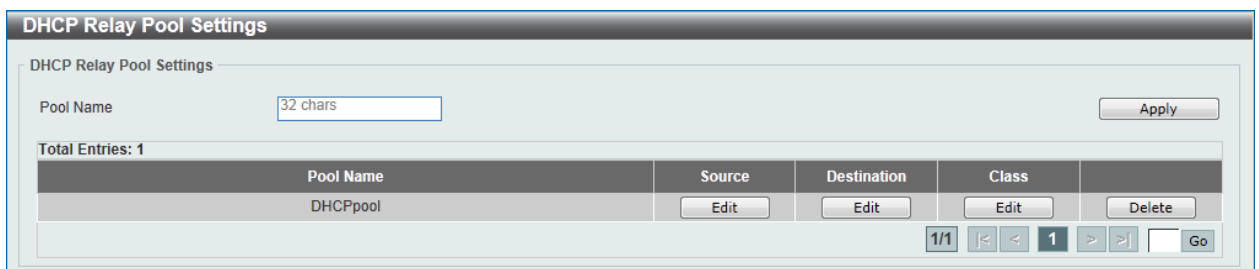 DHCP Relay Pool Settings
DHCP Relay Pool Settings
Pool Name 32 chars Apply
Total Entries: 1
Pool Name Source Destination Class
DHCPpool Edit Edit Edit Delete
1/1 |< < 1 > >| Go